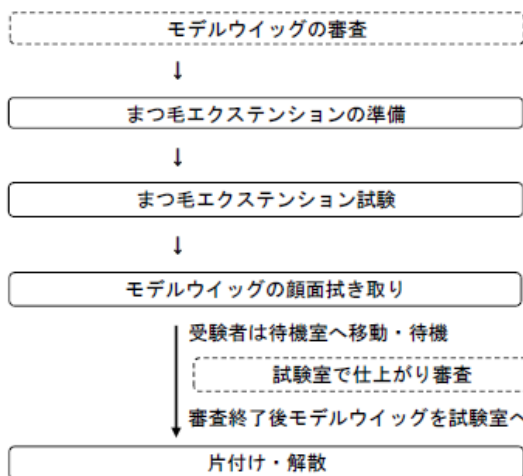 モデルウイッグの審査
↓
まつ毛エクステンションの準備
↓
まつ毛エクステンション試験
↓
モデルウイッグの顔面拭き取り
受験者は待機室へ移動・待機
試験室で仕上がり審査
審査終了後モデルウイッグを試験室へ
片付け・解散